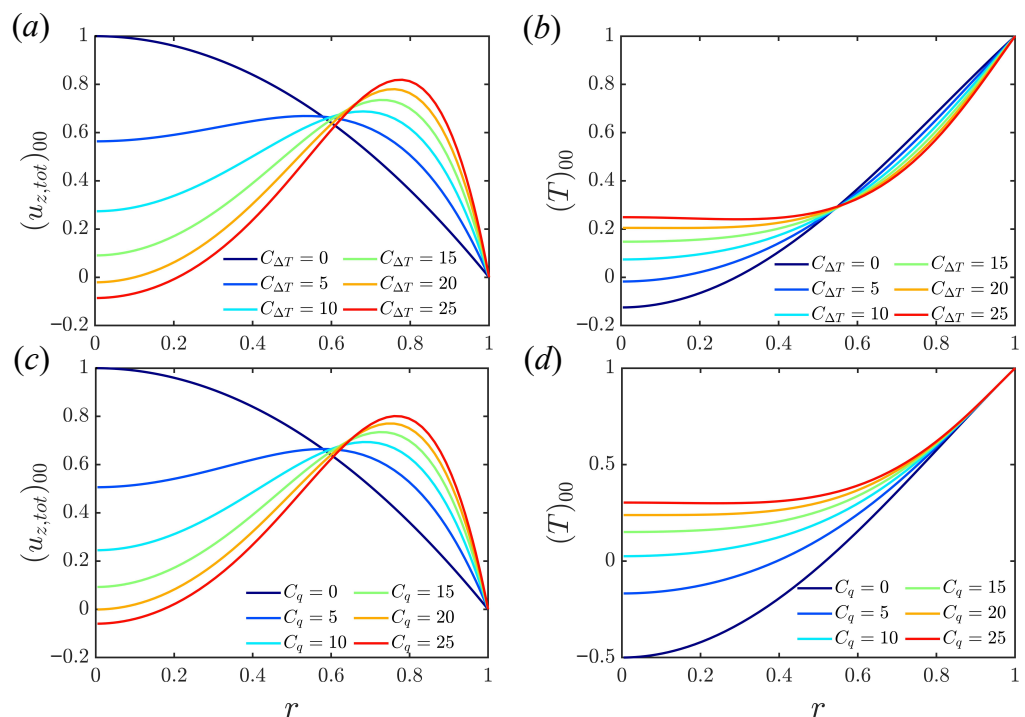 (a)
(b)
1
0.8
0.6
0.4
0.2
0
−0.2
(u_{z,tot})_{00}
C_{ΔT} = 0
C_{ΔT} = 5
C_{ΔT} = 10
C_{ΔT} = 15
C_{ΔT} = 20
C_{ΔT} = 25
0 0.2 0.4 0.6 0.8 1
1
0.8
0.6
0.4
0.2
0
−0.2
(T)_{00}
C_{ΔT} = 0
C_{ΔT} = 5
C_{ΔT} = 10
C_{ΔT} = 15
C_{ΔT} = 20
C_{ΔT} = 25
0 0.2 0.4 0.6 0.8 1
(c)
(d)
1
0.8
0.6
0.4
0.2
0
−0.2
(u_{z,tot})_{00}
C_q = 0
C_q = 5
C_q = 10
C_q = 15
C_q = 20
C_q = 25
0 0.2 0.4 0.6 0.8 1
r
1
0.5
0
−0.5
(T)_{00}
C_q = 0
C_q = 5
C_q = 10
C_q = 15
C_q = 20
C_q = 25
0 0.2 0.4 0.6 0.8 1
r